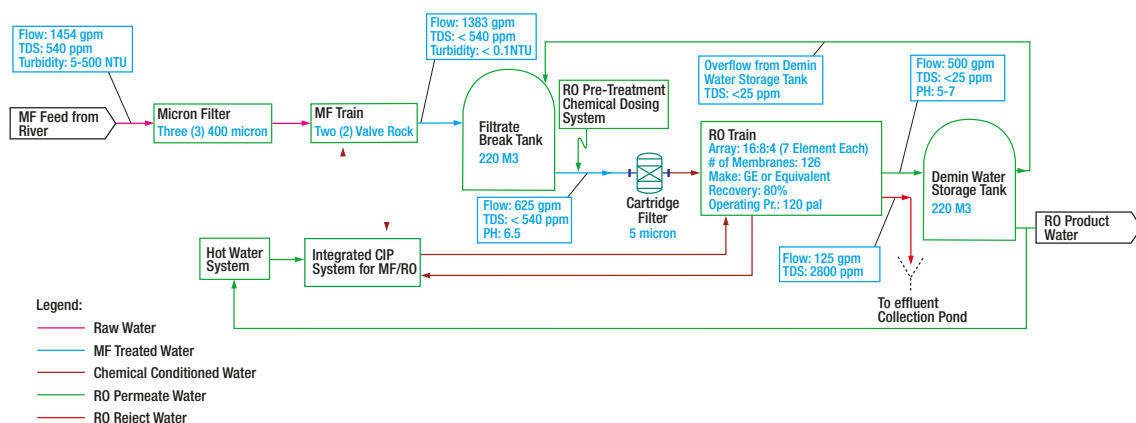 Flow: 1454 gpm
TDS: 540 ppm
Turbidity: 5-500 NTU
MF Feed from
River
Micron Filter
Three (3) 400 micron
MF Train
Two (2) Valve Rock
Flow: 1383 gpm
TDS: < 540 ppm
Turbidity: < 0.1NTU
Filtrate
Break Tank
220 M3
RO Pre-Treatment
Chemical Dosing
System
Flow: 625 gpm
TDS: < 540 ppm
PH: 6.5
Cartridge
Filter
5 micron
Overflow from Demin
Water Storage Tank
TDS: <25 ppm
RO Train
Array: 16:8:4 (7 Element Each)
# of Membranes: 126
Make: GE or Equivalent
Recovery: 80%
Operating Pr.: 120 pal
Flow: 500 gpm
TDS: <25 ppm
PH: 5-7
Demin Water
Storage Tank
220 M3
RO Product
Water
Flow: 125 gpm
TDS: 2800 ppm
To effluent
Collection Pond
Hot Water
System
Integrated CIP
System for MF/RO
Legend:
Raw Water
MF Treated Water
Chemical Conditioned Water
RO Permeate Water
RO Reject Water